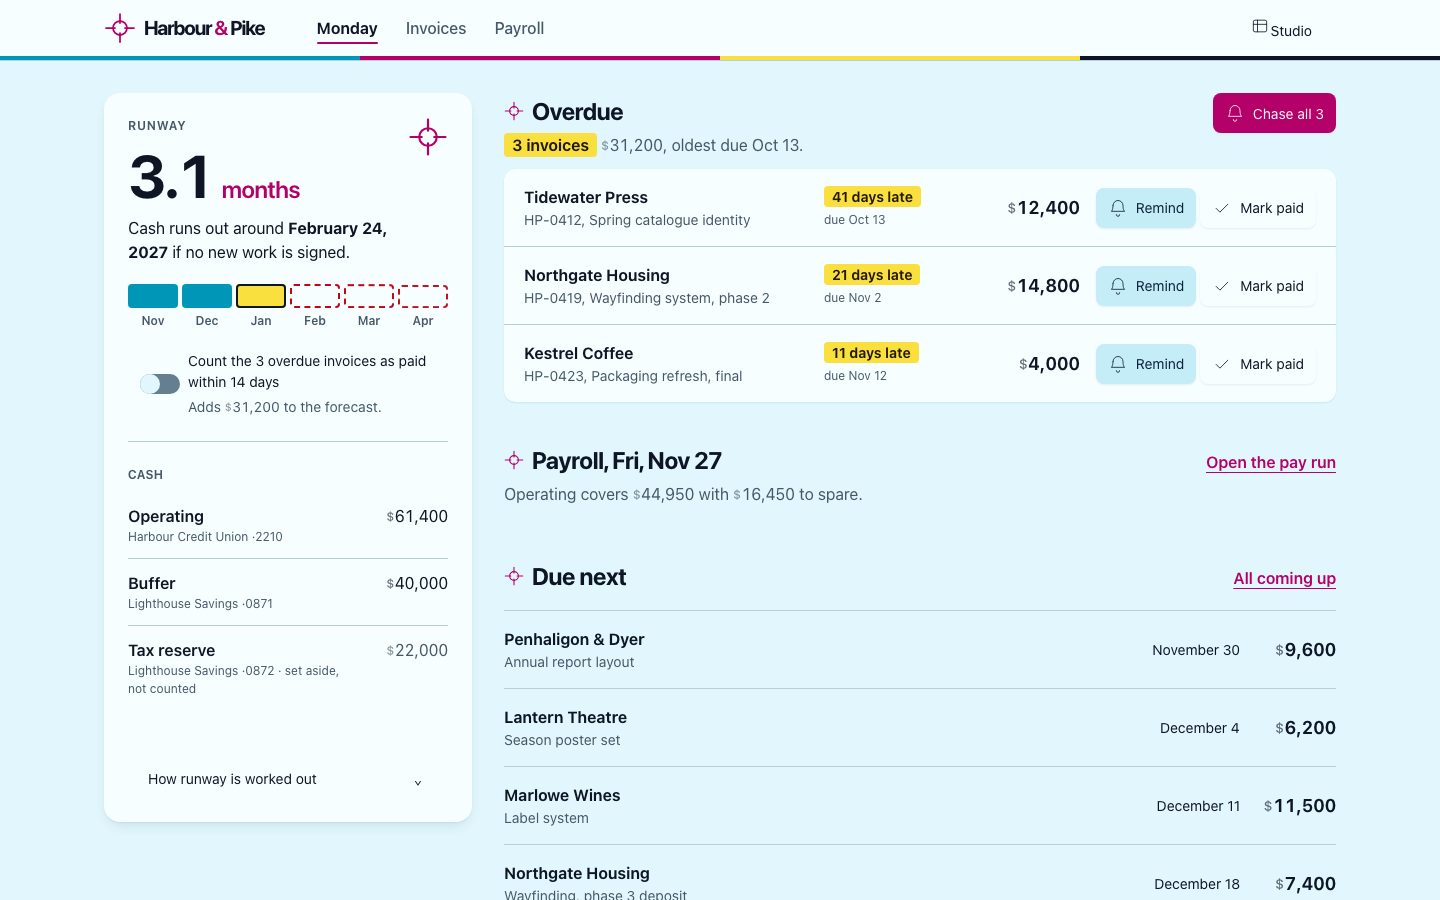 Harbour & Pike
Monday
Invoices
Payroll
Studio
RUNWAY
3.1 months
Cash runs out around February 24,
2027 if no new work is signed.
Nov Dec Jan Feb Mar Apr
Count the 3 overdue invoices as paid
within 14 days
Adds $31,200 to the forecast.
CASH
Operating $61,400
Harbour Credit Union ·2210
Buffer $40,000
Lighthouse Savings ·0871
Tax reserve $22,000
Lighthouse Savings ·0872 · set aside,
not counted
How runway is worked out
Overdue
Chase all 3
3 invoices $31,200, oldest due Oct 13.
Tidewater Press
HP-0412, Spring catalogue identity
41 days late
due Oct 13
$12,400
Remind
Mark paid
Northgate Housing
HP-0419, Wayfinding system, phase 2
21 days late
due Nov 2
$14,800
Remind
Mark paid
Kestrel Coffee
HP-0423, Packaging refresh, final
11 days late
due Nov 12
$4,000
Remind
Mark paid
Payroll, Fri, Nov 27
Open the pay run
Operating covers $44,950 with $16,450 to spare.
Due next
All coming up
Penhaligon & Dyer
Annual report layout
November 30
$9,600
Lantern Theatre
Season poster set
December 4
$6,200
Marlowe Wines
Label system
December 11
$11,500
Northgate Housing
Wayfinding, phase 3 deposit
December 18
$7,400